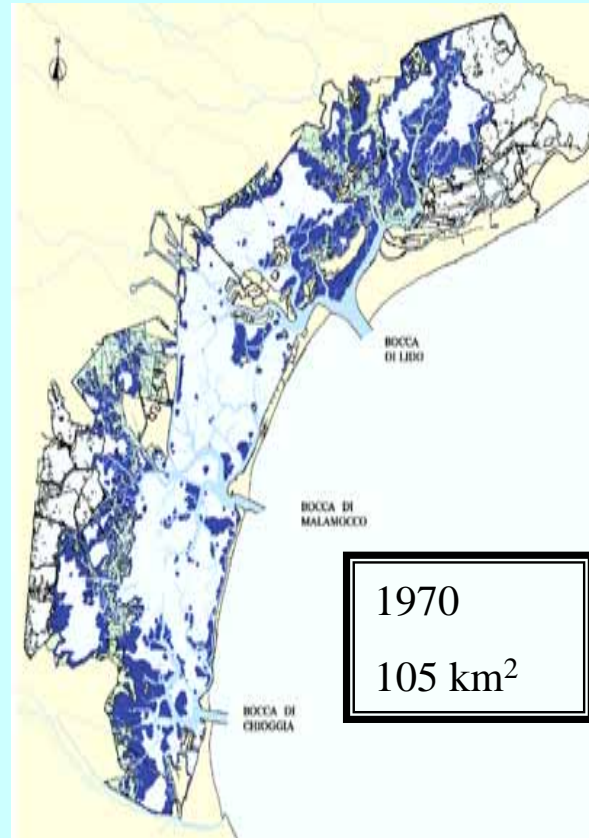 N
BOCCA
DI LIDO
BOCCA DI
MALAMOCCO
1970
105 km²
BOCCA DI
CHIOGGIA